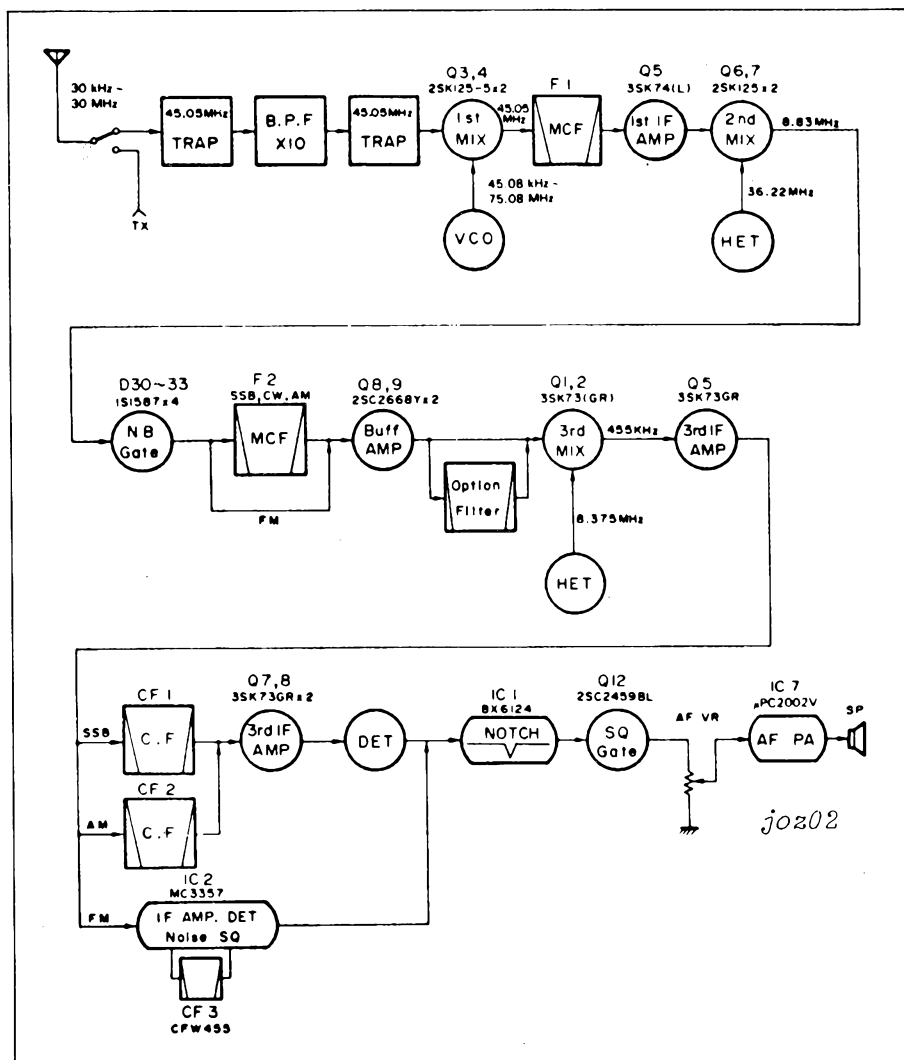 30 kHz ~
30 MHz
TX
45.05MHz
TRAP
B.P.F
X10
45.05MHz
TRAP
Q3,4
2SK125-5x2
1st
MIX
45.08 kHz ~
75.08 MHz
VCO
45.05
MHz
F1
MCF
Q5
3SK74(L)
1st IF
AMP
Q6,7
2SK125x2
2nd
MIX
8.83MHz
36.22MHz
HET
D30~33
1S1587x4
NB
Gate
F2
SSB,CW,AM
MCF
FM
Q8,9
2SC2668Yx2
Buff
AMP
Option
Filter
Q1,2
3SK73(GR)
3rd
MIX
8.375MHz
HET
455KHz
Q5
3SK73GR
3rd IF
AMP
SSB
CF1
C.F
AM
CF2
C.F
FM
IC2
MC3357
IF AMP. DET
Noise SQ
CF3
CFW455
Q7,8
3SK73GRx2
3rd IF
AMP
DET
IC1
BX6124
NOTCH
Q12
2SC2459BL
SQ
Gate
AF VR
IC7
μPC2002V
AF PA
SP
joz02